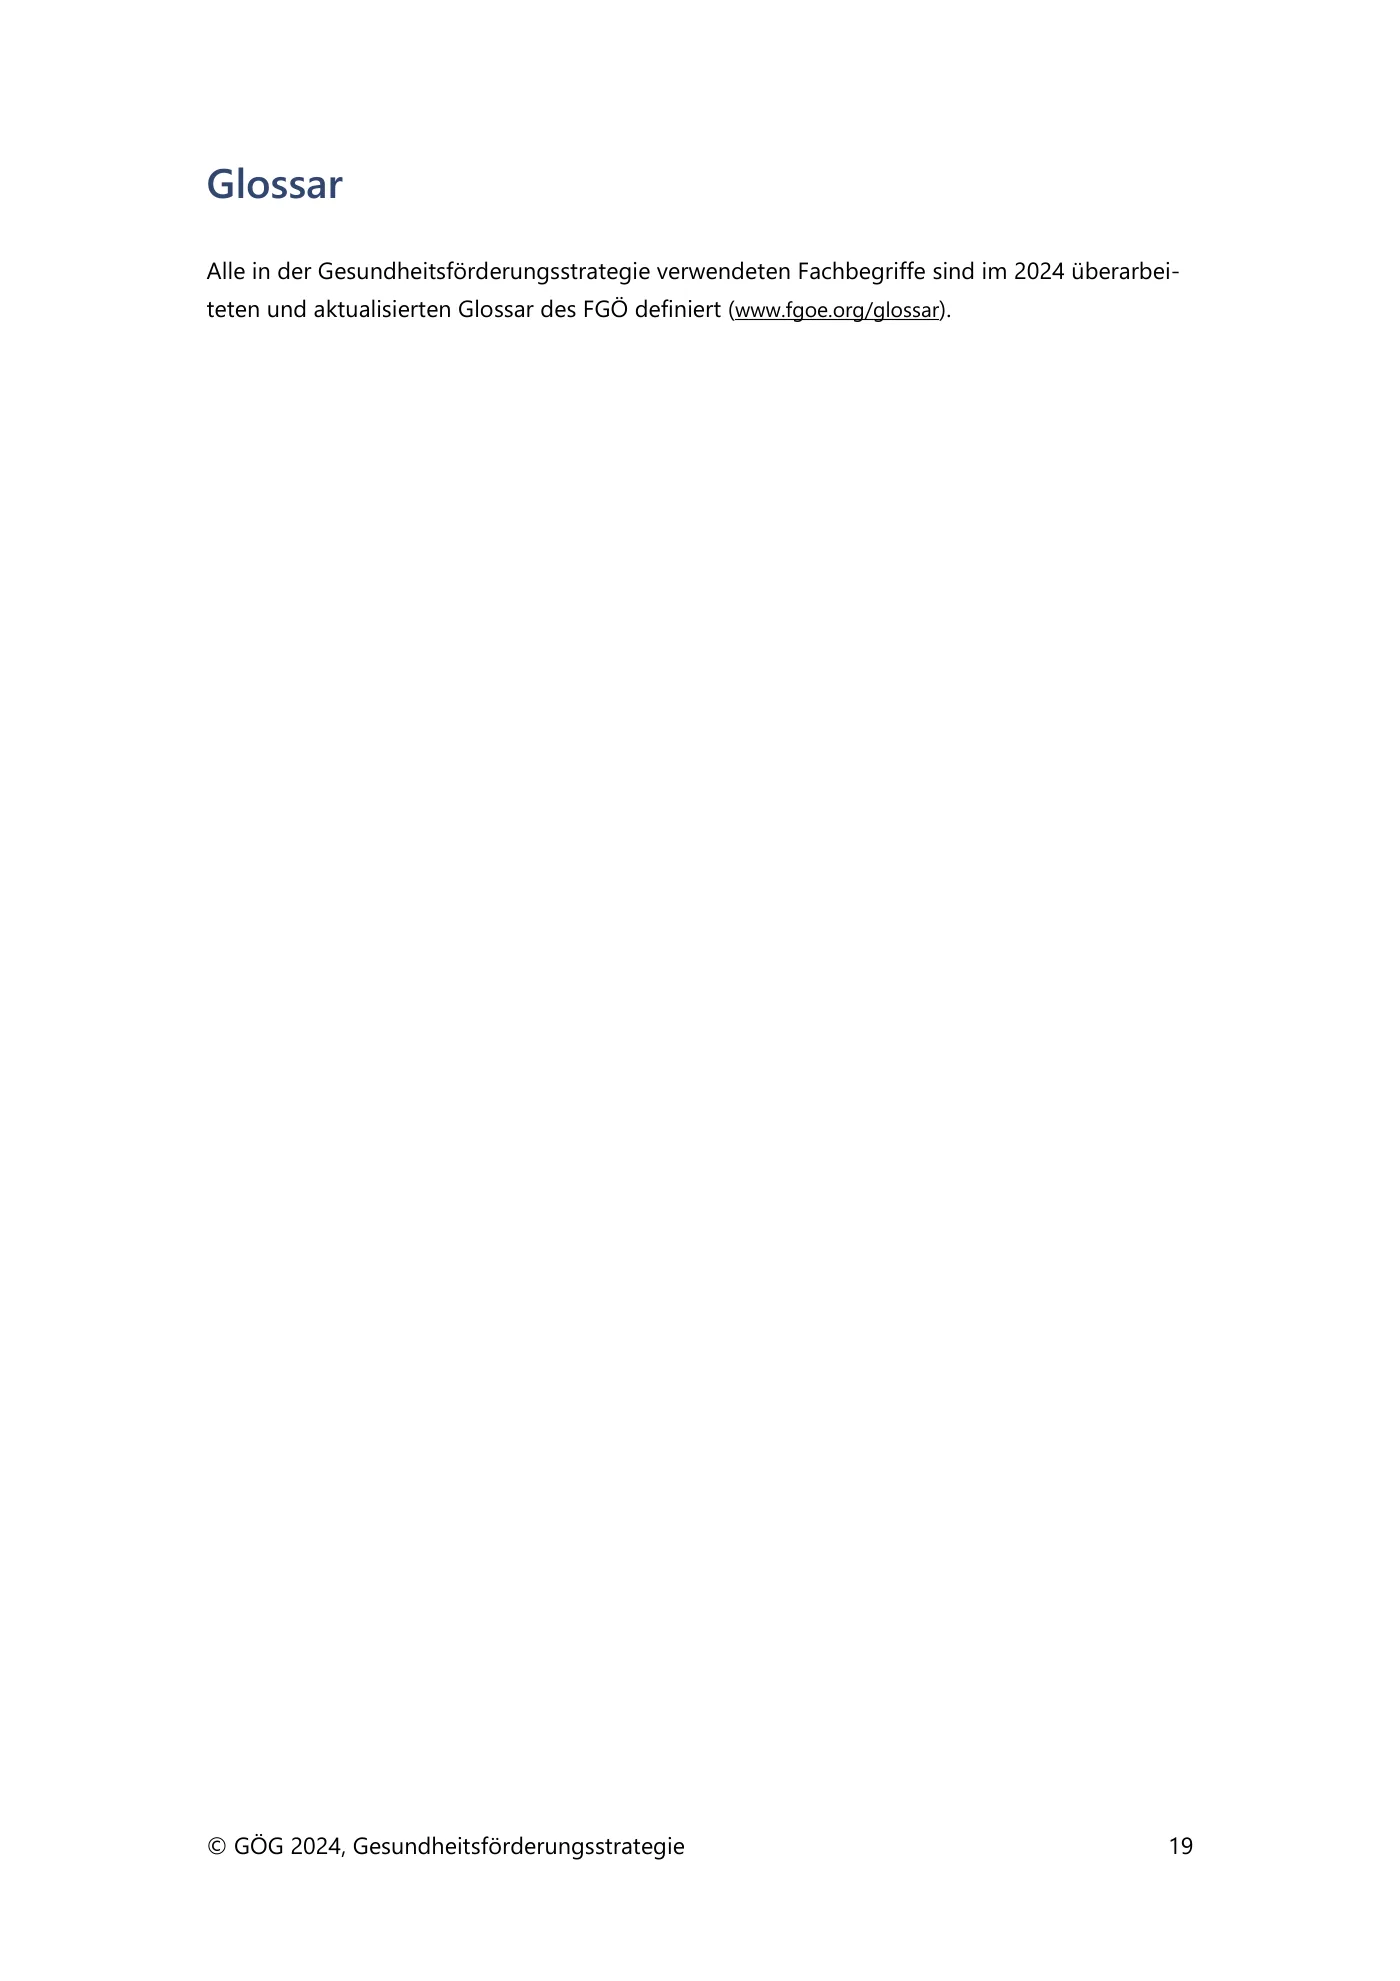 Glossar
Alle in der Gesundheitsförderungsstrategie verwendeten Fachbegriffe sind im 2024 überarbei-
teten und aktualisierten Glossar des FGÖ definiert (www.fgoe.org/glossar).
© GÖG 2024, Gesundheitsförderungsstrategie 19